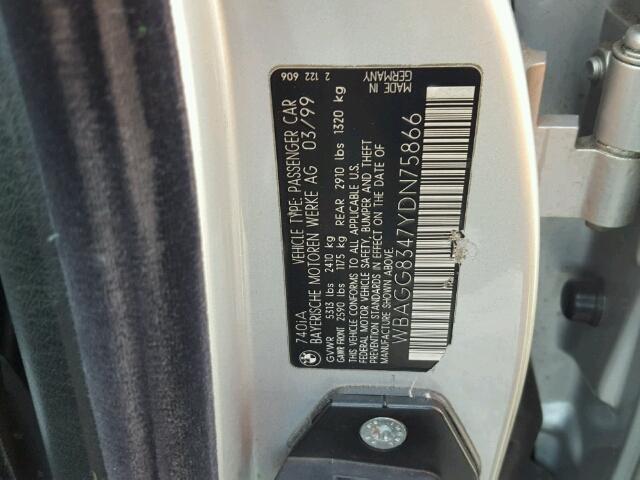 740iA VEHICLE TYPE: PASSENGER CAR
BAYERISCHE MOTOREN WERKE AG 03/99
GVWR 5313 lbs 2410 kg
GAWR FRONT 2590 lbs 1175 kg REAR 2910 lbs 1320 kg
THIS VEHICLE CONFORMS TO ALL APPLICABLE U.S.
FEDERAL MOTOR VEHICLE SAFETY, BUMPER AND THEFT
PREVENTION STANDARDS IN EFFECT ON THE DATE OF
MANUFACTURE SHOWN ABOVE.
WBAGG8347YDN75866
2 122 606
MADE IN
GERMANY